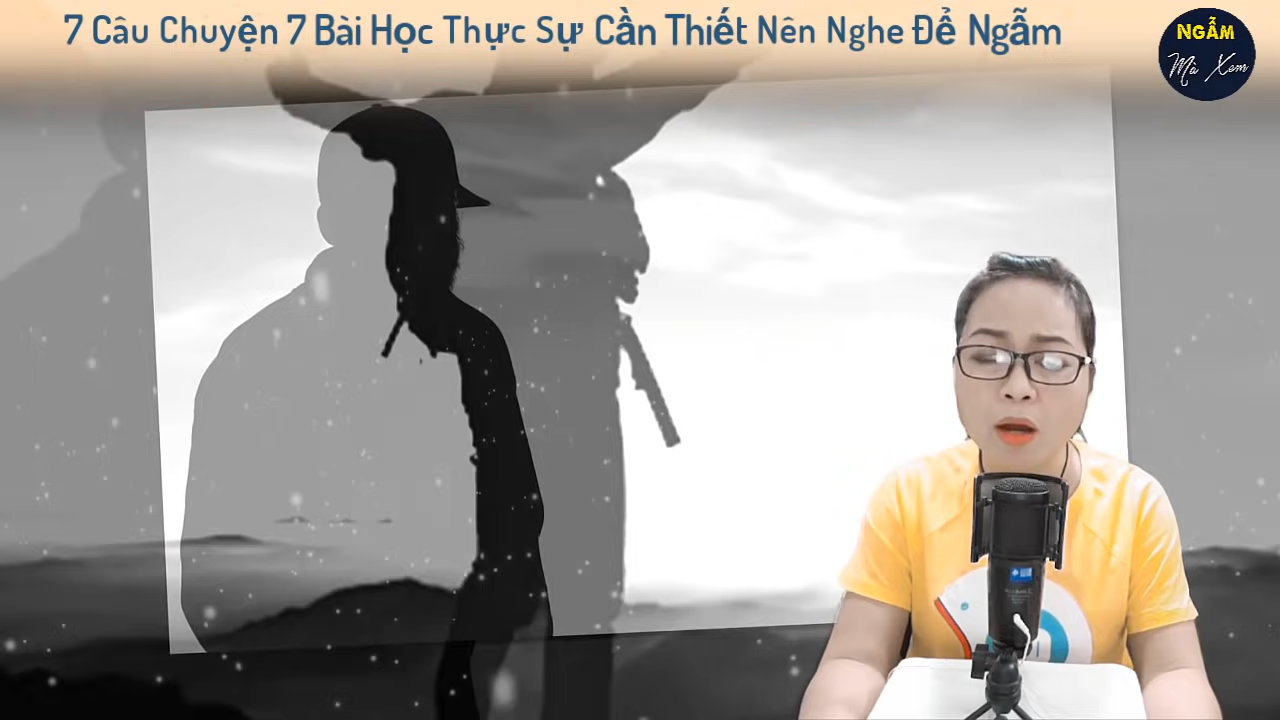 7 Câu Chuyện 7 Bài Học Thực Sự Cần Thiết Nên Nghe Để Ngẫm
NGẪM
Mà Xem